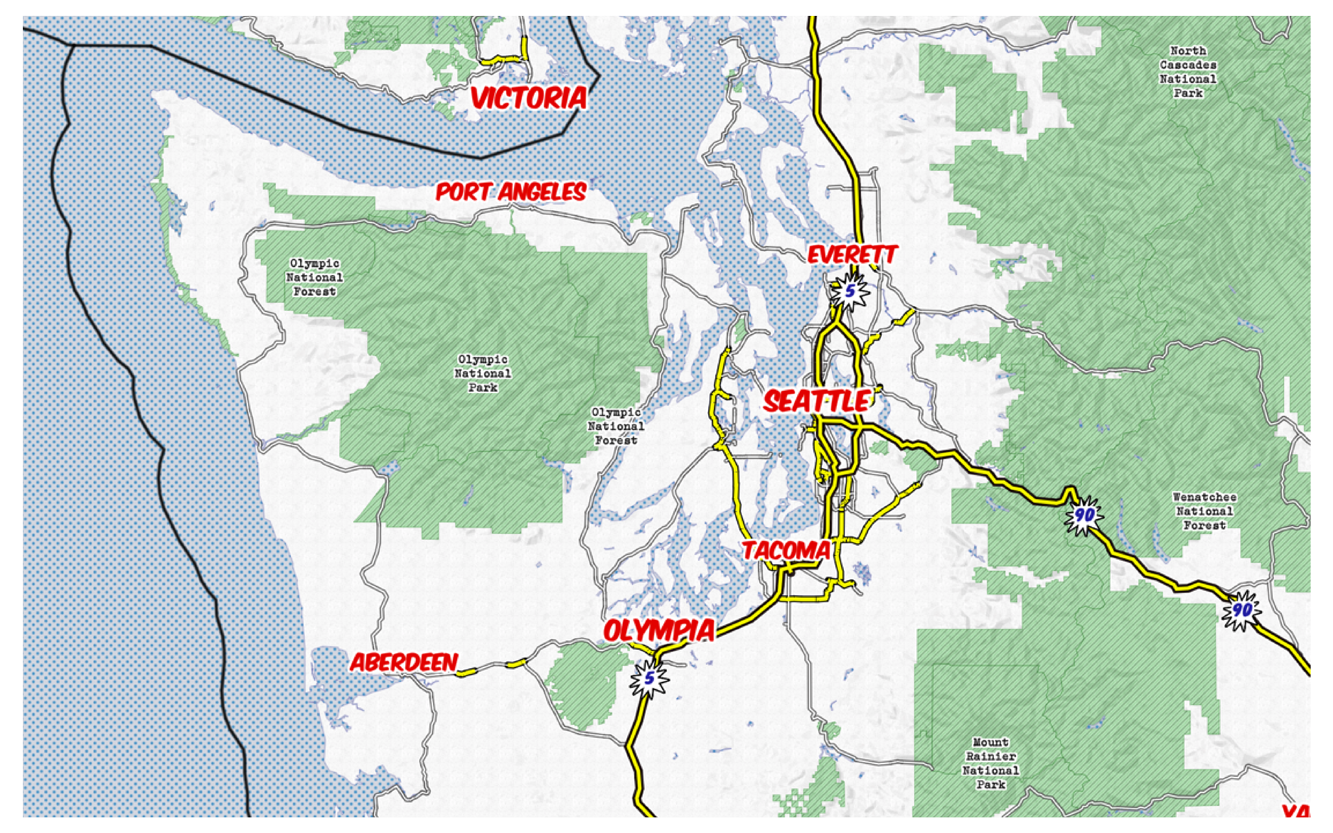 North
Cascades
National
Park
VICTORIA
PORT ANGELES
EVERETT
Olympic
National
Forest
5
Olympic
National
Park
SEATTLE
Olympic
National
Forest
90
Wenatchee
National
Forest
TACOMA
90
OLYMPIA
ABERDEEN
5
Mount
Rainier
National
Park
YA